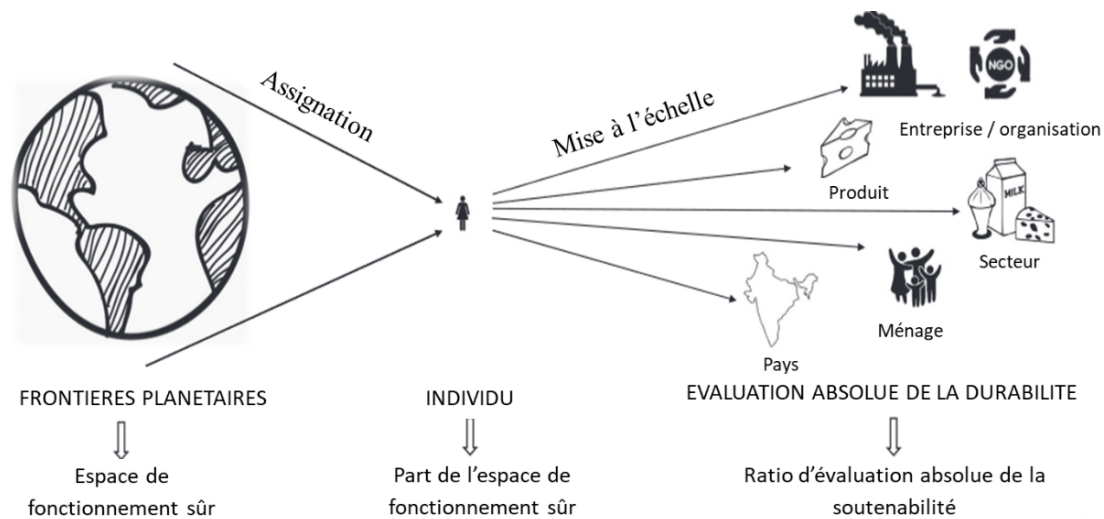 Assignation
Mise à l'échelle
NGO
Entreprise / organisation
Produit
MILK
Secteur
Ménage
Pays
FRONTIERES PLANETAIRES
INDIVIDU
EVALUATION ABSOLUE DE LA DURABILITE
Espace de
fonctionnement sûr
Part de l'espace de
fonctionnement sûr
Ratio d'évaluation absolue de la
soutenabilité